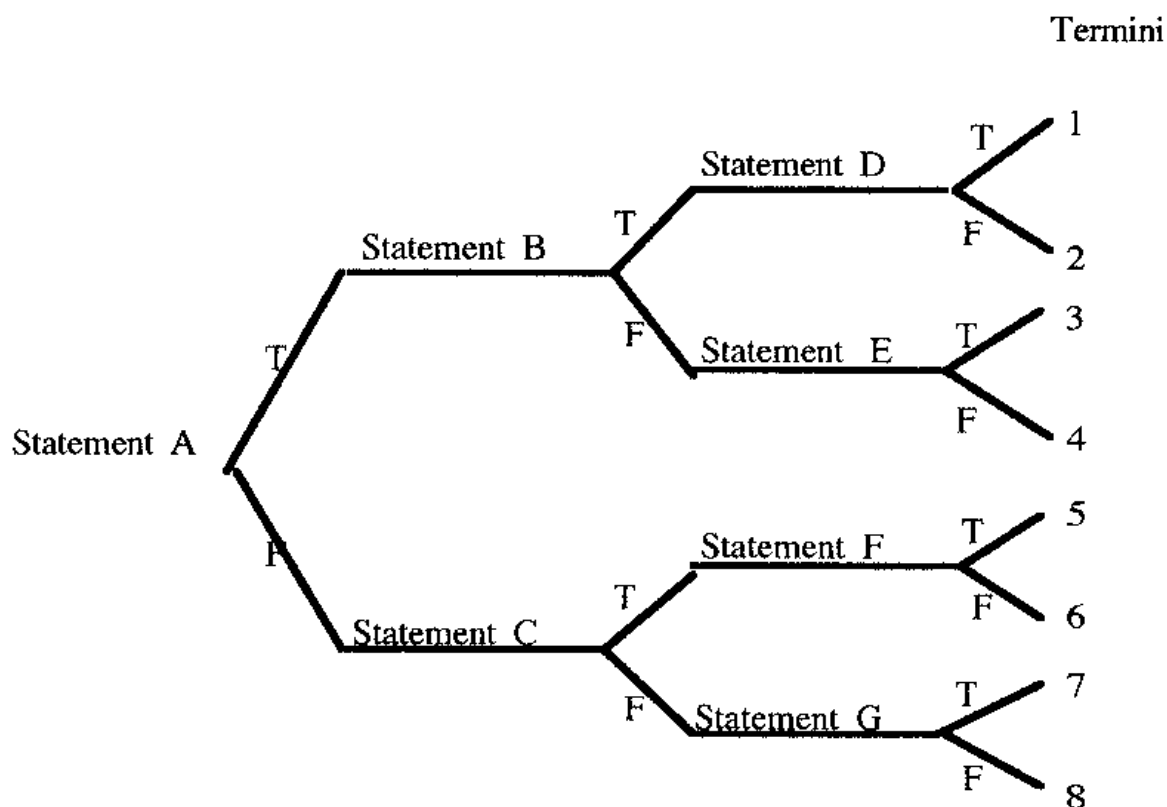 Termini
T 1
Statement D
T F 2
Statement B
F T 3
Statement E
T F 4
Statement A
F T 5
Statement F
T F 6
Statement C
F T 7
Statement G
F 8